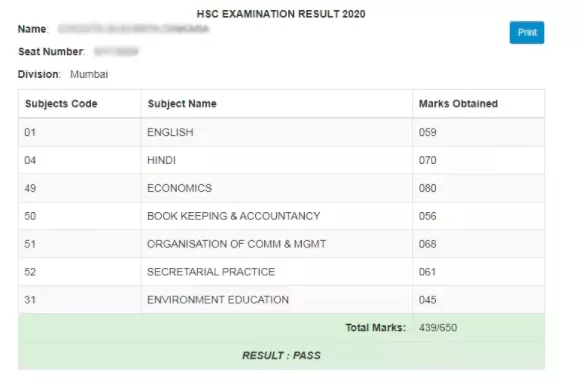 HSC EXAMINATION RESULT 2020
Name:
Print
Seat Number:
Division: Mumbai
Subjects Code Subject Name Marks Obtained
01 ENGLISH 059
04 HINDI 070
49 ECONOMICS 080
50 BOOK KEEPING & ACCOUNTANCY 056
51 ORGANISATION OF COMM & MGMT 068
52 SECRETARIAL PRACTICE 061
31 ENVIRONMENT EDUCATION 045
Total Marks: 439/650
RESULT : PASS